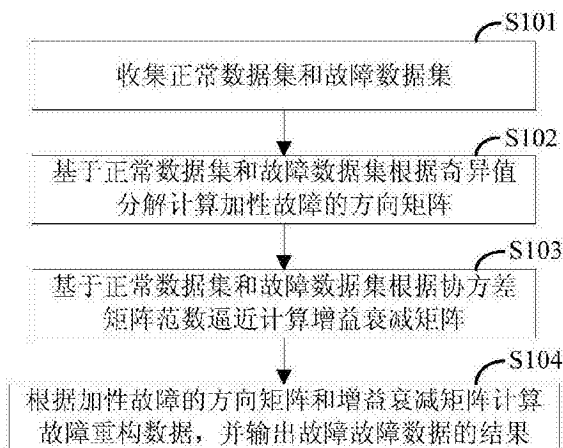 S101
收集正常数据集和故障数据集
S102
基于正常数据集和故障数据集根据奇异值
分解计算加性故障的方向矩阵
S103
基于正常数据集和故障数据集根据协方差
矩阵范数逼近计算增益衰减矩阵
S104
根据加性故障的方向矩阵和增益衰减矩阵计算
故障重构数据，并输出故障故障数据的结果